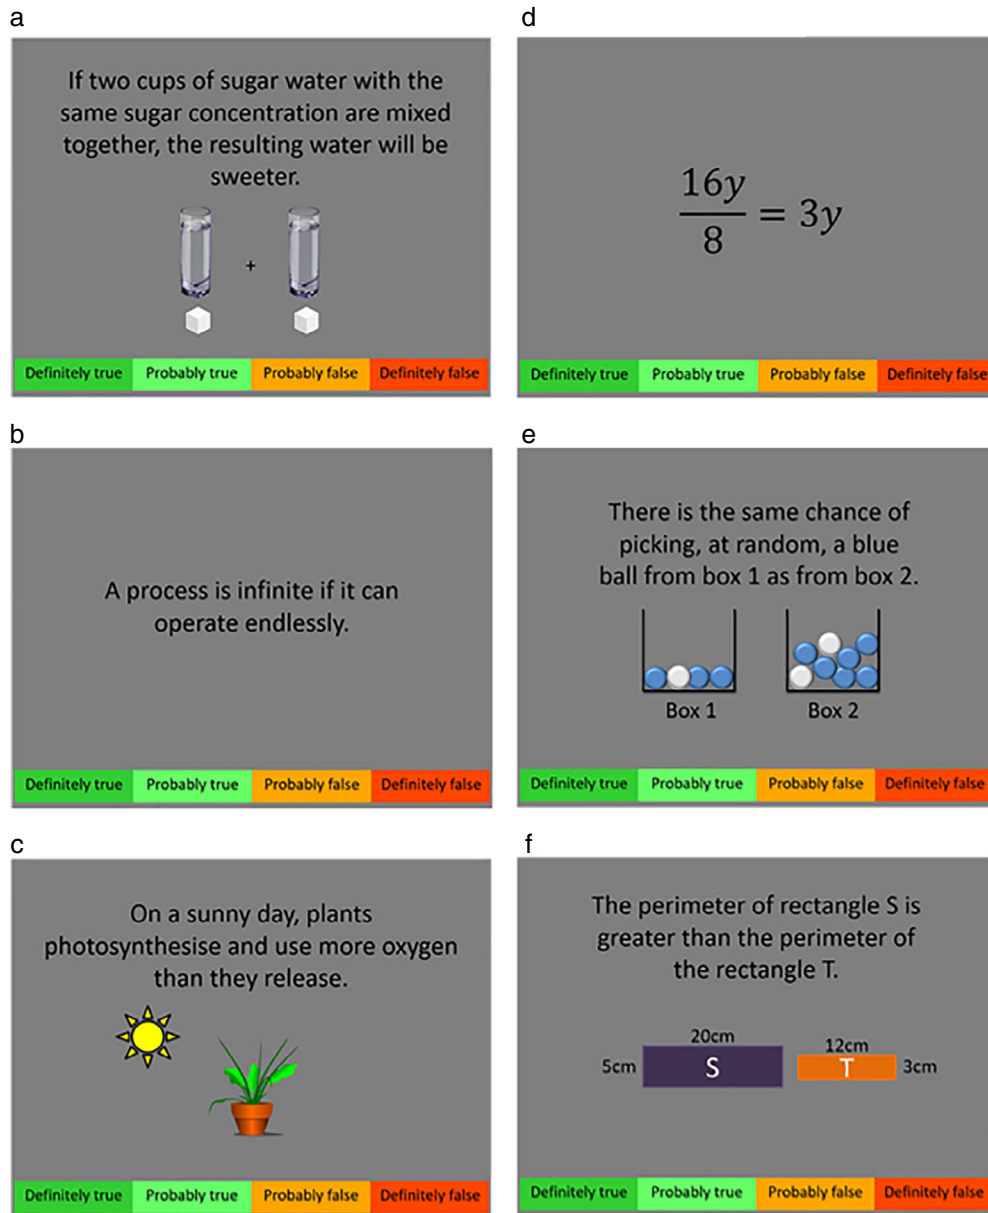 a
If two cups of sugar water with the
same sugar concentration are mixed
together, the resulting water will be
sweeter.
+
Definitely true Probably true Probably false Definitely false
b
A process is infinite if it can
operate endlessly.
Definitely true Probably true Probably false Definitely false
c
On a sunny day, plants
photosynthesise and use more oxygen
than they release.
Definitely true Probably true Probably false Definitely false
d
16y
8
= 3y
Definitely true Probably true Probably false Definitely false
e
There is the same chance of
picking, at random, a blue
ball from box 1 as from box 2.
Box 1 Box 2
Definitely true Probably true Probably false Definitely false
f
The perimeter of rectangle S is
greater than the perimeter of
the rectangle T.
20cm 12cm
5cm S T 3cm
Definitely true Probably true Probably false Definitely false